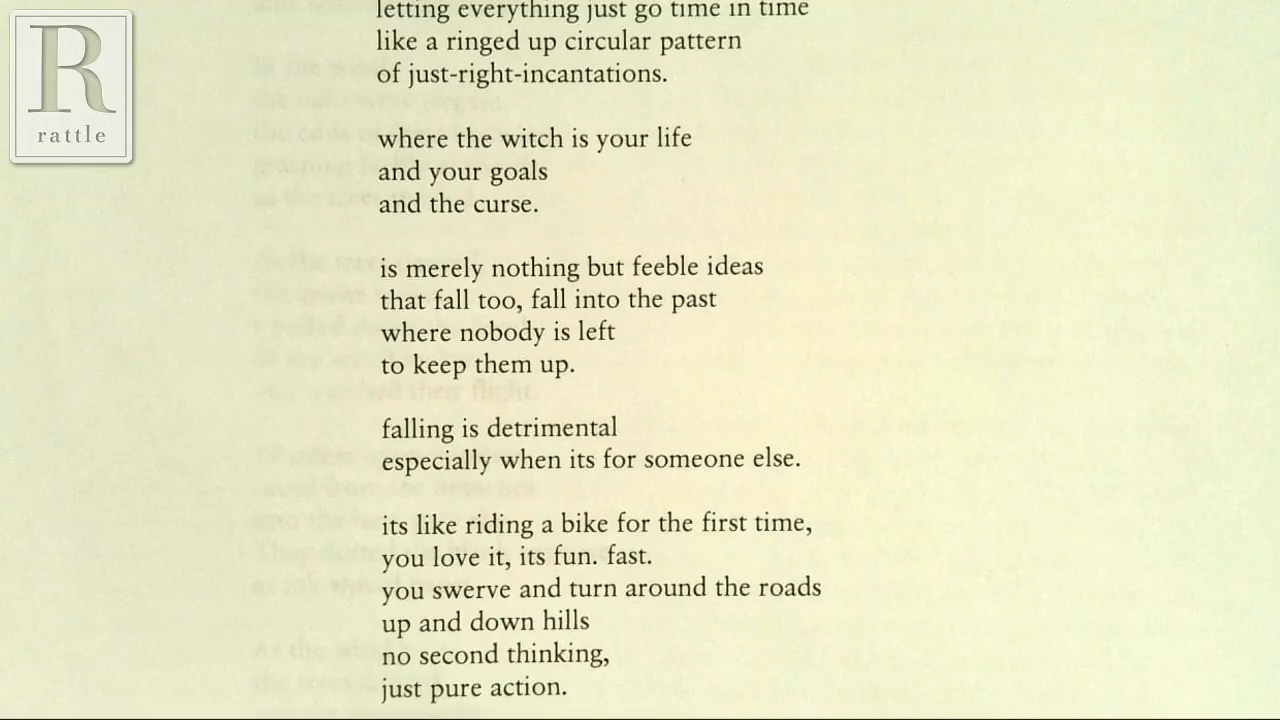 R
rattle
letting everything just go time in time
like a ringed up circular pattern
of just-right-incantations.
where the witch is your life
and your goals
and the curse.
is merely nothing but feeble ideas
that fall too, fall into the past
where nobody is left
to keep them up.
falling is detrimental
especially when its for someone else.
its like riding a bike for the first time,
you love it, its fun. fast.
you swerve and turn around the roads
up and down hills
no second thinking,
just pure action.